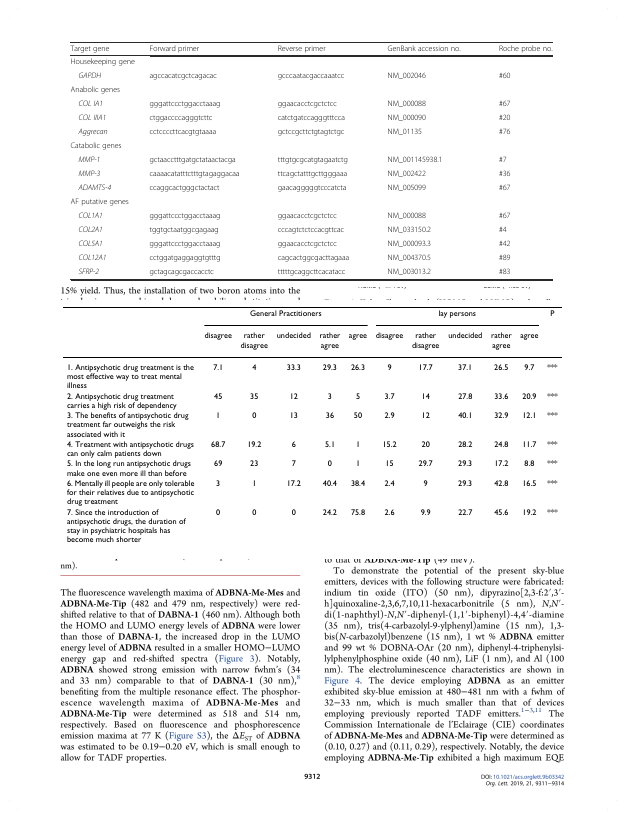 Target gene Forward primer Reverse primer GenBank accession no. Roche probe no.
Housekeeping gene
GAPDH agccacatcgctcagacac gcccaatacgaccaaatcc NM_002046 #60
Anabolic genes
COL IA1 gggattccctggacctaaag ggaacacctcgctctcc NM_000088 #67
COL IIIA1 ctggaccccagggtcttc catctgatccagggtttcca NM_000090 #20
Aggrecan cctccccttcacgtgtaaaa gctccgcttctgtagtctgc NM_01135 #76
Catabolic genes
MMP-1 gctaacctttgatgctataactacga tttgtgcgcatgtagaatctg NM_001145938.1 #7
MMP-3 caaaacatatttctttgtagaggacaa ttcagctatttgcttgggaaa NM_002422 #36
ADAMTS-4 ccaggcactgggctactact gaacagggggtcccatcta NM_005099 #67
AF putative genes
COL1A1 gggattccctggacctaaag ggaacacctcgctctcc NM_000088 #67
COL2A1 tggtgctaatggcgagaag cccagtctctccacgttcac NM_033150.2 #4
COL5A1 gggattccctggacctaaag ggaacacctcgctctcc NM_000093.3 #42
COL12A1 cctggatgaggaggtgtttg cagcactggcgacttagaaa NM_004370.5 #89
SFRP-2 gctagcagcgaccacctc tttttgcaggcttcacatacc NM_003013.2 #83
15% yield. Thus, the installation of two boron atoms into the
General Practitioners lay persons P
disagree rather disagree undecided rather agree agree disagree rather disagree undecided rather agree agree
1. Antipsychotic drug treatment is the 7.1 4 33.3 29.3 26.3 9 17.7 37.1 26.5 9.7 ***
most effective way to treat mental
illness
2. Antipsychotic drug treatment 45 35 12 3 5 3.7 14 27.8 33.6 20.9 ***
carries a high risk of dependency
3. The benefits of antipsychotic drug 1 0 13 36 50 2.9 12 40.1 32.9 12.1 ***
treatment far outweighs the risk
associated with it
4. Treatment with antipsychotic drugs 68.7 19.2 6 5.1 1 15.2 20 28.2 24.8 11.7 ***
can only calm patients down
5. In the long run antipsychotic drugs 69 23 7 0 1 15 29.7 29.3 17.2 8.8 ***
make one even more ill than before
6. Mentally ill people are only tolerable 3 1 17.2 40.4 38.4 2.4 9 29.3 42.8 16.5 ***
for their relatives due to antipsychotic
drug treatment
7. Since the introduction of 0 0 0 24.2 75.8 2.6 9.9 22.7 45.6 19.2 ***
antipsychotic drugs, the duration of
stay in psychiatric hospitals has
become much shorter
nm).
The fluorescence wavelength maxima of ADBNA-Me-Mes and
ADBNA-Me-Tip (482 and 479 nm, respectively) were red-
shifted relative to that of DABNA-1 (460 nm). Although both
the HOMO and LUMO energy levels of ADBNA were lower
than those of DABNA-1, the increased drop in the LUMO
energy level of ADBNA resulted in a smaller HOMO−LUMO
energy gap and red-shifted spectra (Figure 3). Notably,
ADBNA showed strong emission with narrow fwhm's (34
and 33 nm) comparable to that of DABNA-1 (30 nm),8
benefiting from the multiple resonance effect. The phosphor-
escence wavelength maxima of ADBNA-Me-Mes and
ADBNA-Me-Tip were determined as 518 and 514 nm,
respectively. Based on fluorescence and phosphorescence
emission maxima at 77 K (Figure S3), the ΔEST of ADBNA
was estimated to be 0.19−0.20 eV, which is small enough to
allow for TADF properties.
to that of ADBNA-Me-Tip (49 meV).
To demonstrate the potential of the present sky-blue
emitters, devices with the following structure were fabricated:
indium tin oxide (ITO) (50 nm), dipyrazino[2,3-f:2′,3′-
h]quinoxaline-2,3,6,7,10,11-hexacarbonitrile (5 nm), N,N′-
di(1-naphthyl)-N,N′-diphenyl-(1,1′-biphenyl)-4,4′-diamine
(35 nm), tris(4-carbazolyl-9-ylphenyl)amine (15 nm), 1,3-
bis(N-carbazolyl)benzene (15 nm), 1 wt % ADBNA emitter
and 99 wt % DOBNA-OAr (20 nm), diphenyl-4-triphenylsi-
lylphenylphosphine oxide (40 nm), LiF (1 nm), and Al (100
nm). The electroluminescence characteristics are shown in
Figure 4. The device employing ADBNA as an emitter
exhibited sky-blue emission at 480−481 nm with a fwhm of
32−33 nm, which is much smaller than that of devices
employing previously reported TADF emitters.1−3,11 The
Commission Internationale de l'Eclairage (CIE) coordinates
of ADBNA-Me-Mes and ADBNA-Me-Tip were determined as
(0.10, 0.27) and (0.11, 0.29), respectively. Notably, the device
employing ADBNA-Me-Tip exhibited a high maximum EQE
9312
DOI: 10.1021/acs.orglett.9b03342
Org. Lett. 2019, 21, 9311−9314